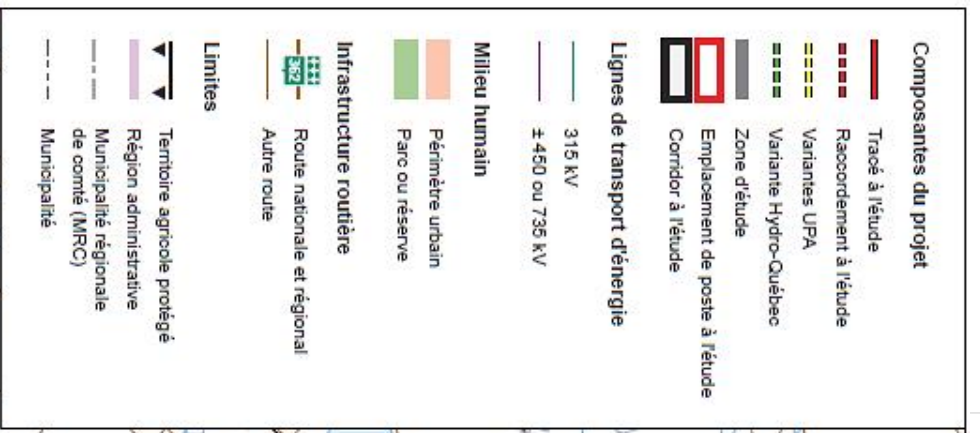 Composantes du projet
Tracé à l'étude
Raccordement à l'étude
Variantes UPA
Variante Hydro-Québec
Zone d'étude
Emplacement de poste à l'étude
Corridor à l'étude
Lignes de transport d'énergie
315 kV
± 450 ou 735 kV
Milieu humain
Périmètre urbain
Parc ou réserve
Infrastructure routière
362 Route nationale et régional
Autre route
Limites
Territoire agricole protégé
Région administrative
Municipalité régionale
de comté (MRC)
Municipalité